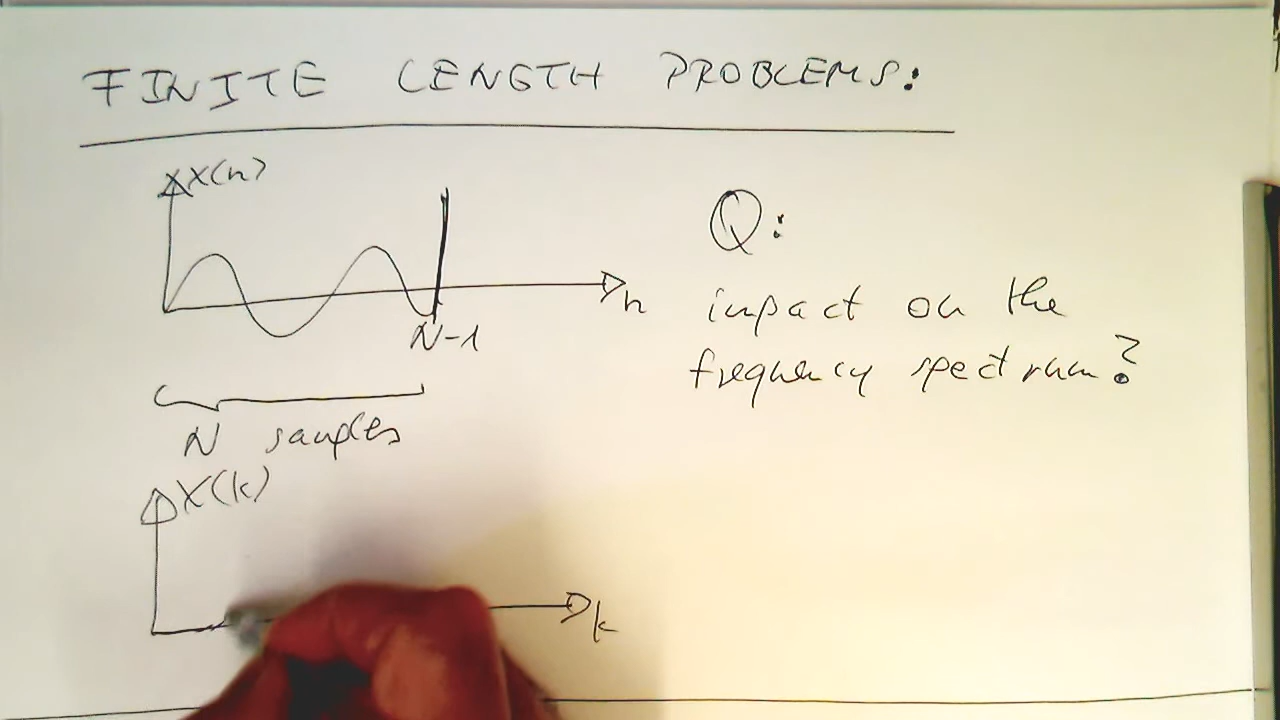 FINITE LENGTH PROBLEMS:
x(n)
n
N-1
N samples
Q:
impact on the
frequency spectrum?
X(k)
k